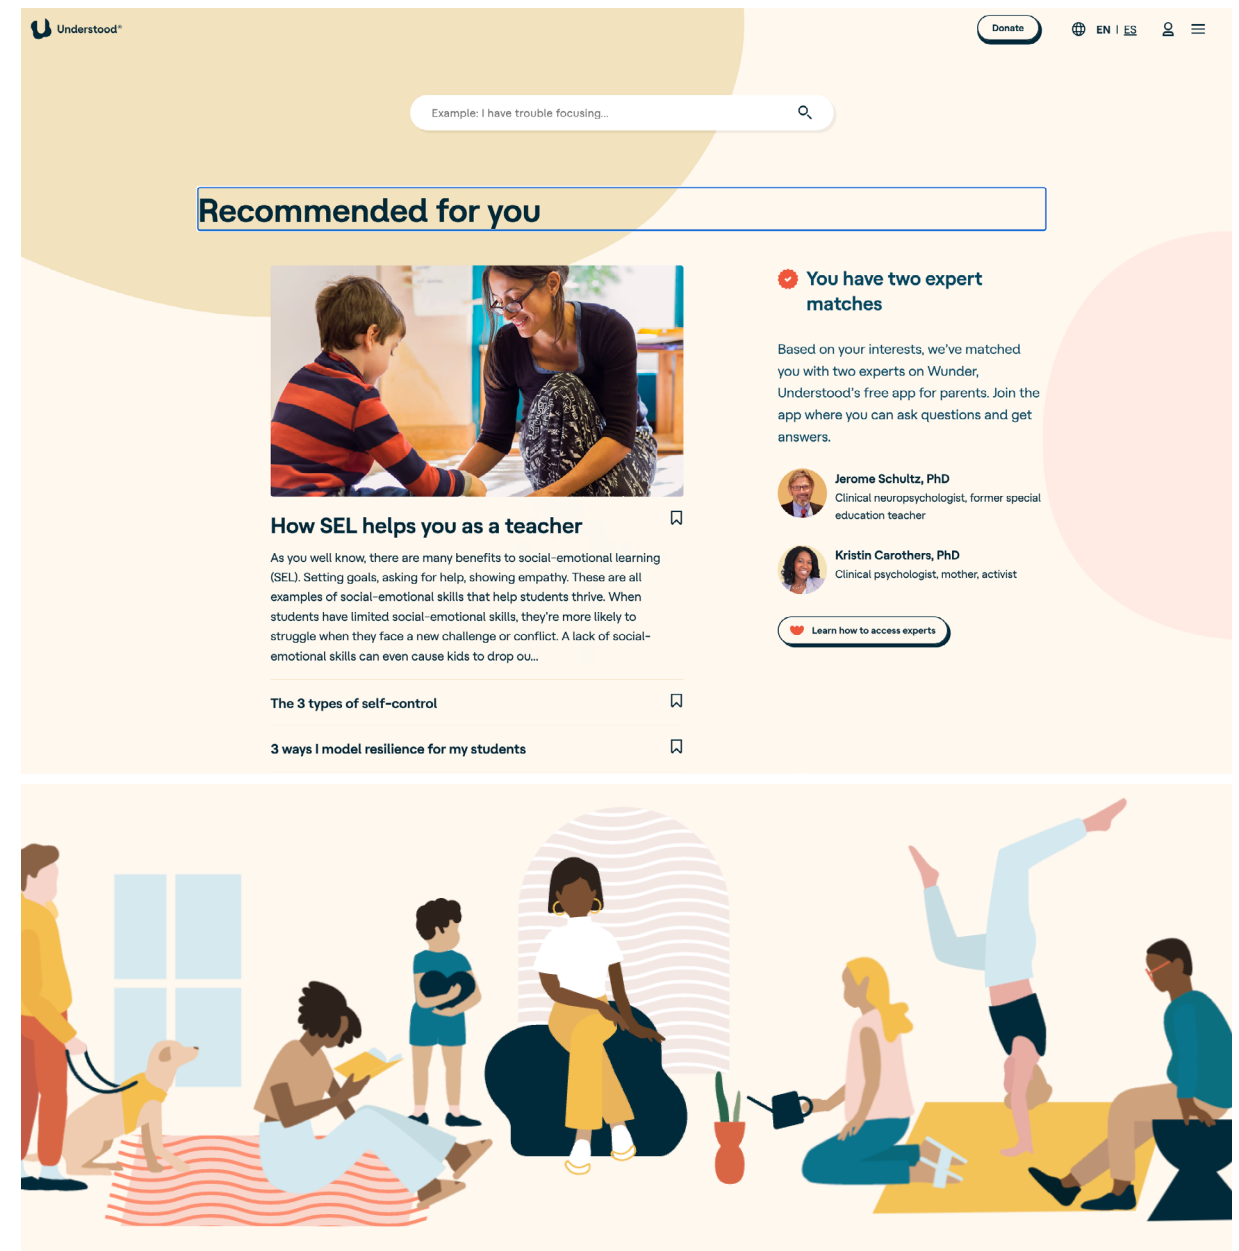 Understood®
Donate
EN | ES
Example: I have trouble focusing...
Recommended for you
How SEL helps you as a teacher
As you well know, there are many benefits to social-emotional learning
(SEL). Setting goals, asking for help, showing empathy. These are all
examples of social-emotional skills that help students thrive. When
students have limited social-emotional skills, they're more likely to
struggle when they face a new challenge or conflict. A lack of social-
emotional skills can even cause kids to drop ou...
The 3 types of self-control
3 ways I model resilience for my students
You have two expert
matches
Based on your interests, we've matched
you with two experts on Wunder,
Understood's free app for parents. Join the
app where you can ask questions and get
answers.
Jerome Schultz, PhD
Clinical neuropsychologist, former special
education teacher
Kristin Carothers, PhD
Clinical psychologist, mother, activist
Learn how to access experts